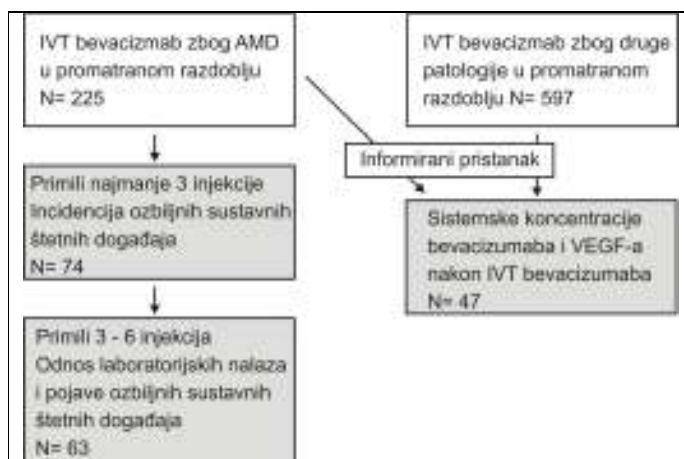 IVT bevacizmab zbog AMD
u promatranom razdoblju
N= 225
IVT bevacizmab zbog druge
patologije u promatranom
razdoblju N= 597
Informirani pristanak
Primili najmanje 3 injekcije
Incidencija ozbiljnih sustavnih
štetnih događaja
N= 74
Sistemske koncentracije
bevacizumaba i VEGF-a
nakon IVT bevacizumaba
N= 47
Primili 3 - 6 injekcija
Odnos laboratorijskih nalaza
i pojave ozbiljnih sustavnih
štetnih događaja
N= 63